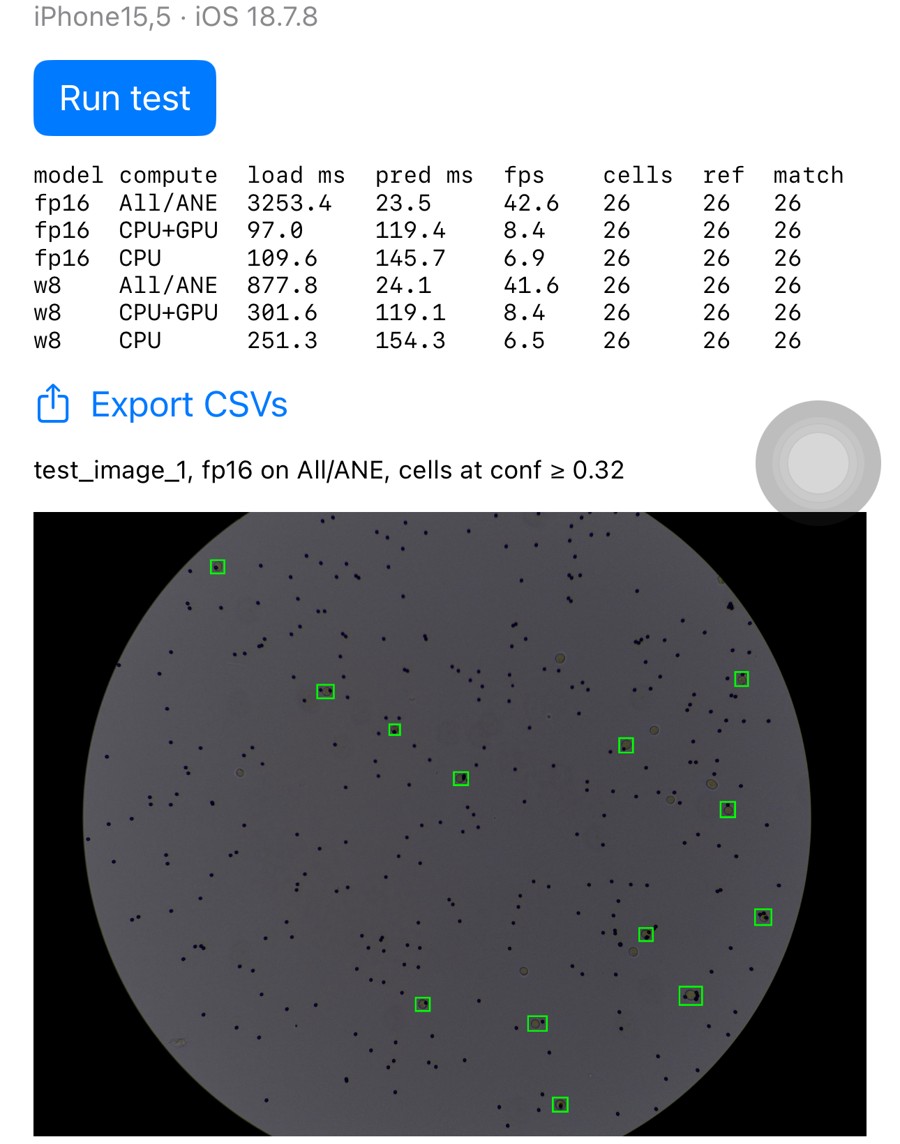 iPhone15,5 · iOS 18.7.8
Run test
model compute load ms pred ms fps cells ref match
fp16 All/ANE 3253.4 23.5 42.6 26 26 26
fp16 CPU+GPU 97.0 119.4 8.4 26 26 26
fp16 CPU 109.6 145.7 6.9 26 26 26
w8 All/ANE 877.8 24.1 41.6 26 26 26
w8 CPU+GPU 301.6 119.1 8.4 26 26 26
w8 CPU 251.3 154.3 6.5 26 26 26
Export CSVs
test_image_1, fp16 on All/ANE, cells at conf ≥ 0.32